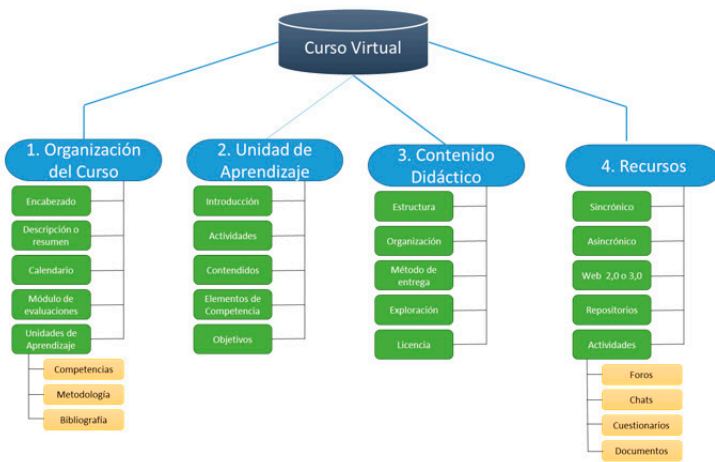 Curso Virtual
1. Organización
del Curso
Encabezado
Descripción o
resumen
Calendario
Módulo de
evaluaciones
Unidades de
Aprendizaje
Competencias
Metodología
Bibliografía
2. Unidad de
Aprendizaje
Introducción
Actividades
Contenidos
Elementos de
Competencia
Objetivos
3. Contenido
Didáctico
Estructura
Organización
Método de
entrega
Exploración
Licencia
4. Recursos
Sincrónico
Asincrónico
Web 2,0 o 3,0
Repositorios
Actividades
Foros
Chats
Cuestionarios
Documentos